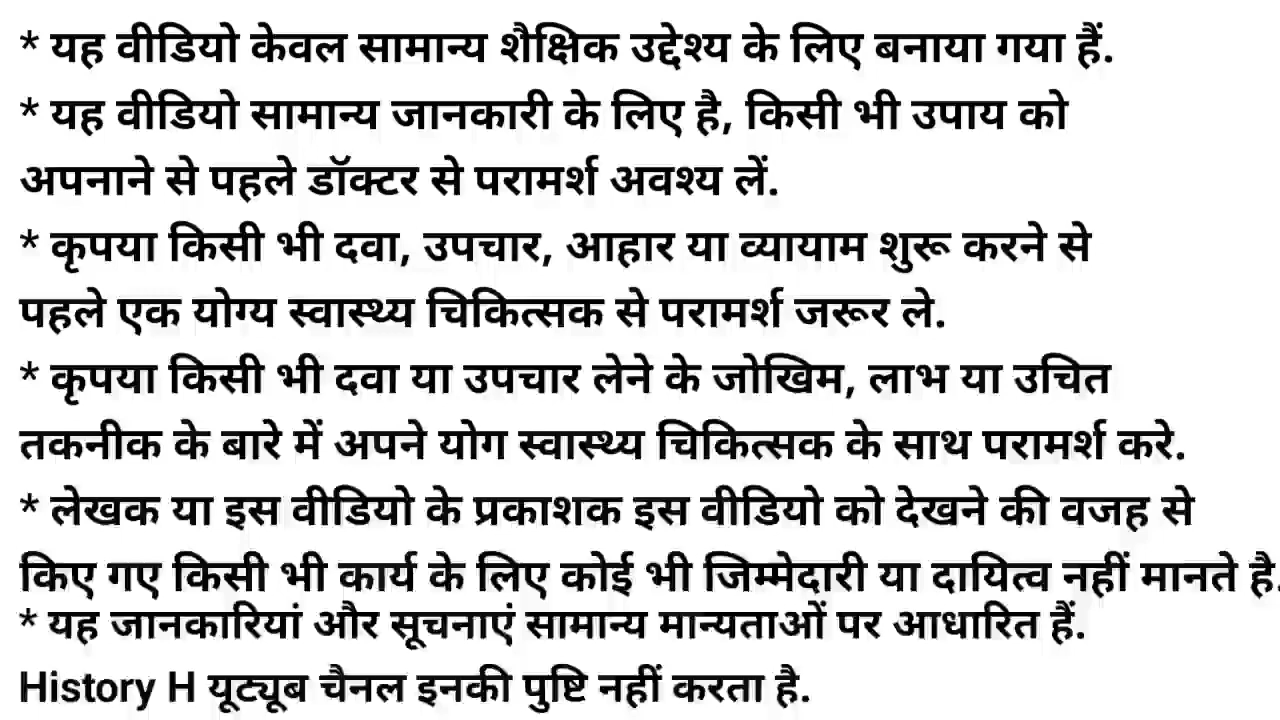 * यह वीडियो केवल सामान्य शैक्षिक उद्देश्य के लिए बनाया गया हैं.
* यह वीडियो सामान्य जानकारी के लिए है, किसी भी उपाय को
अपनाने से पहले डॉक्टर से परामर्श अवश्य लें.
* कृपया किसी भी दवा, उपचार, आहार या व्यायाम शुरू करने से
पहले एक योग्य स्वास्थ्य चिकित्सक से परामर्श जरूर ले.
* कृपया किसी भी दवा या उपचार लेने के जोखिम, लाभ या उचित
तकनीक के बारे में अपने योग स्वास्थ्य चिकित्सक के साथ परामर्श करे.
* लेखक या इस वीडियो के प्रकाशक इस वीडियो को देखने की वजह से
किए गए किसी भी कार्य के लिए कोई भी जिम्मेदारी या दायित्व नहीं मानते है.
* यह जानकारियां और सूचनाएं सामान्य मान्यताओं पर आधारित हैं.
History H यूट्यूब चैनल इनकी पुष्टि नहीं करता है.